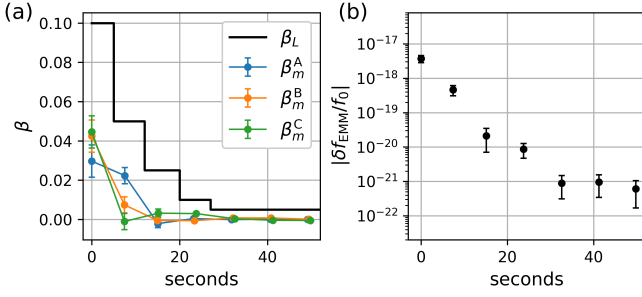 (a)
0.10
0.08
0.06
0.04
0.02
0.00
β
0
20
40
seconds
β_L
β_m^A
β_m^B
β_m^C
(b)
10^−17
10^−18
10^−19
10^−20
10^−21
10^−22
|δf_EMM/f_0|
0
20
40
seconds